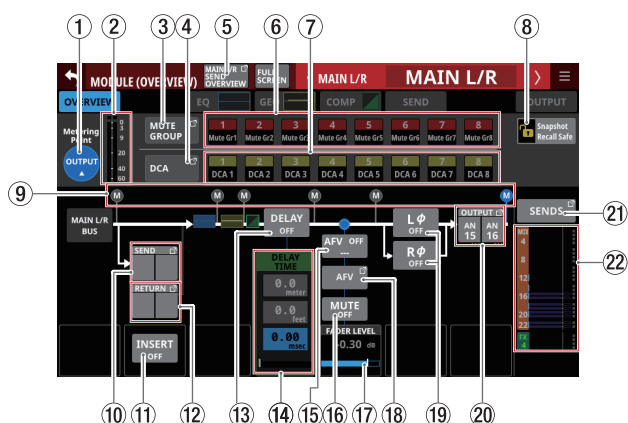 ① ② ③ ④ ⑤ ⑥ ⑦ ⑧
MODULE (OVERVIEW)
MAIN L/R
SEND
OVERVIEW
FULL
SCREEN
MAIN L/R
MAIN L/R
OVERVIEW
EQ
COMP
SEND
OUTPUT
Metering
Point
OUTPUT
0
3
9
20
40
60
MUTE
GROUP
1 2 3 4 5 6 7 8
Mute Gr1 Mute Gr2 Mute Gr3 Mute Gr4 Mute Gr5 Mute Gr6 Mute Gr7 Mute Gr8
DCA
1 2 3 4 5 6 7 8
DCA 1 DCA 2 DCA 3 DCA 4 DCA 5 DCA 6 DCA 7 DCA 8
Snapshot
Recall Safe
⑨
M M M M M M
MAIN L/R
BUS
DELAY
OFF
L Φ
OFF
R Φ
OFF
OUTPUT
AN
15
AN
16
SENDS
㉑
SEND
RETURN
INSERT
OFF
DELAY
TIME
0.0
meter
0.0
feet
0.00
msec
AFV OFF
---
AFV
MUTE
OFF
FADER LEVEL
-0.30 dB
MIX
4
8
12
16
20
22
FX
4
㉒
⑩ ⑪ ⑫ ⑬ ⑭ ⑮ ⑯ ⑰ ⑱ ⑲ ⑳